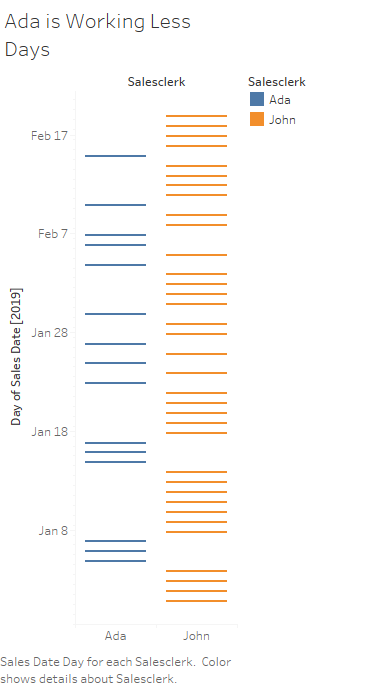 Ada is Working Less
Days
Salesclerk
Salesclerk
Ada
John
Feb 17
Feb 7
Jan 28
Jan 18
Jan 8
Day of Sales Date [2019]
Ada
John
Sales Date Day for each Salesclerk. Color
shows details about Salesclerk.